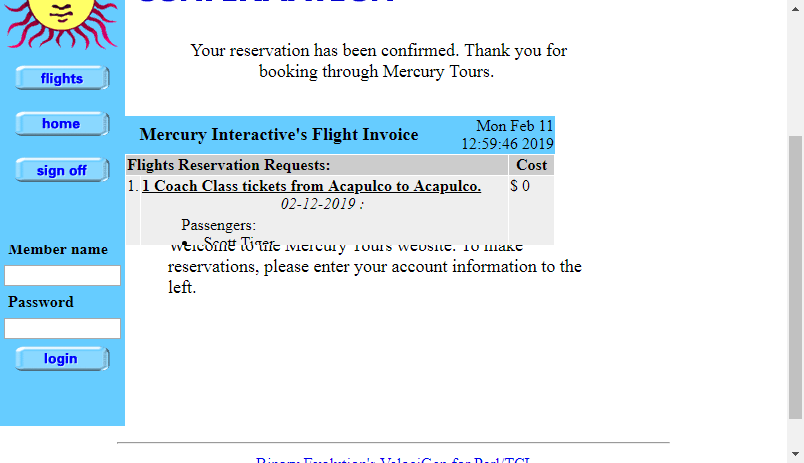 flights
home
sign off
Member name
Password
login
Your reservation has been confirmed. Thank you for
booking through Mercury Tours.
Mercury Interactive's Flight Invoice
Mon Feb 11
12:59:46 2019
Flights Reservation Requests: Cost
1. 1 Coach Class tickets from Acapulco to Acapulco. $ 0
02-12-2019 :
Passengers:
Scott Tiger
Welcome to the Mercury Tours website. To make
reservations, please enter your account information to the
left.